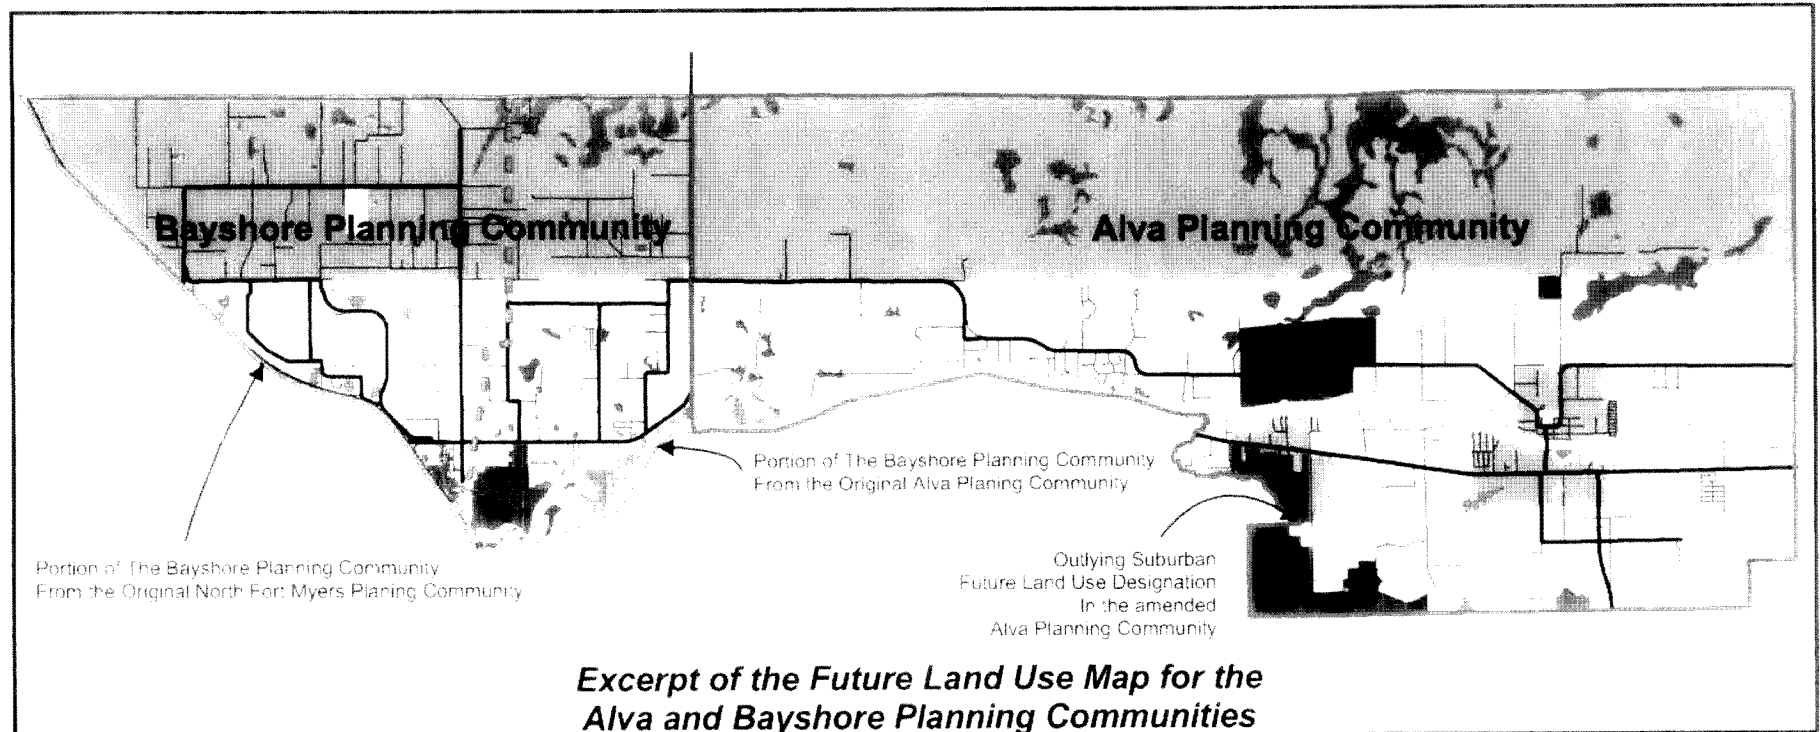 Bayshore Planning Community
Alva Planning Community
Portion of The Bayshore Planning Community
From the Original Alva Planing Community
Portion of The Bayshore Planning Community
From the Original North Fort Myers Planing Community
Outlying Suburban
Future Land Use Designation
In the amended
Alva Planning Community
Excerpt of the Future Land Use Map for the
Alva and Bayshore Planning Communities